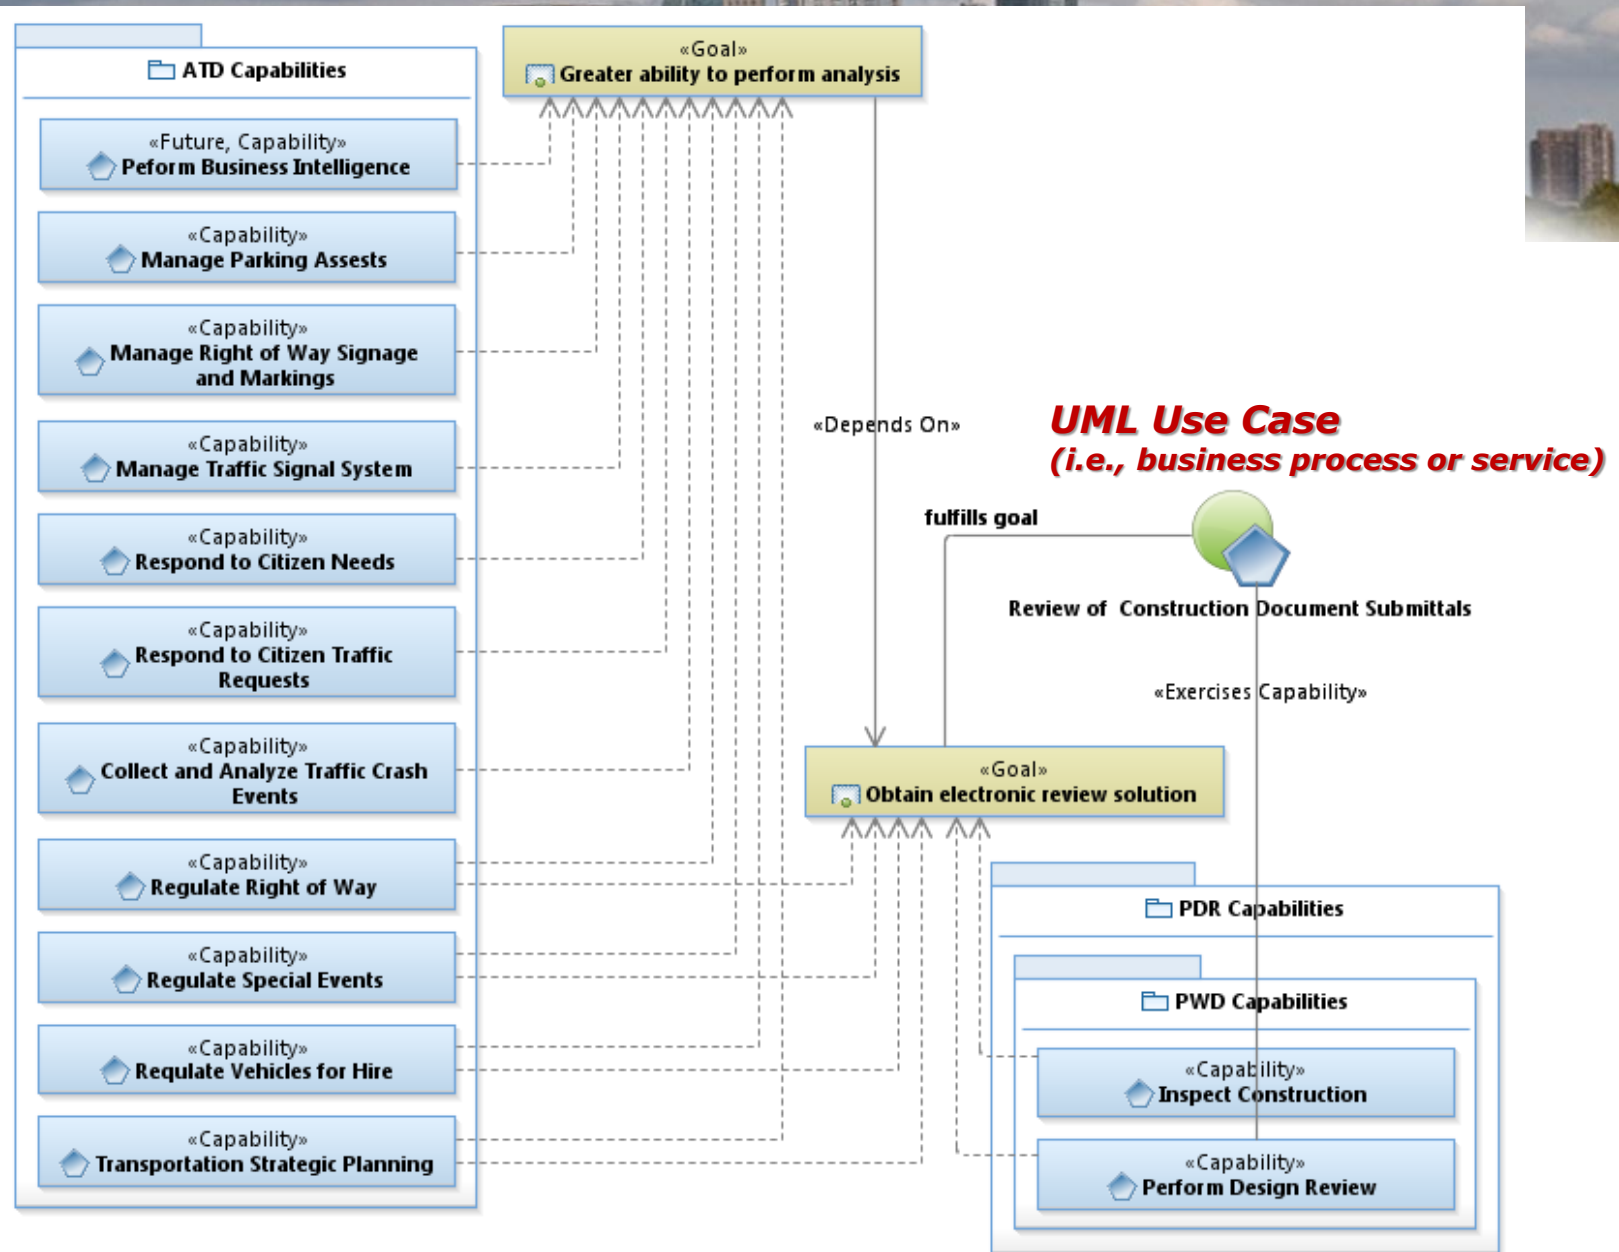 ATD Capabilities
«Future, Capability»
Peform Business Intelligence
«Capability»
Manage Parking Assests
«Capability»
Manage Right of Way Signage
and Markings
«Capability»
Manage Traffic Signal System
«Capability»
Respond to Citizen Needs
«Capability»
Respond to Citizen Traffic
Requests
«Capability»
Collect and Analyze Traffic Crash
Events
«Capability»
Regulate Right of Way
«Capability»
Regulate Special Events
«Capability»
Requlate Vehicles for Hire
«Capability»
Transportation Strategic Planning
«Goal»
Greater ability to perform analysis
«Depends On»
UML Use Case
(i.e., business process or service)
fulfills goal
Review of Construction Document Submittals
«Exercises Capability»
«Goal»
Obtain electronic review solution
PDR Capabilities
PWD Capabilities
«Capability»
Inspect Construction
«Capability»
Perform Design Review